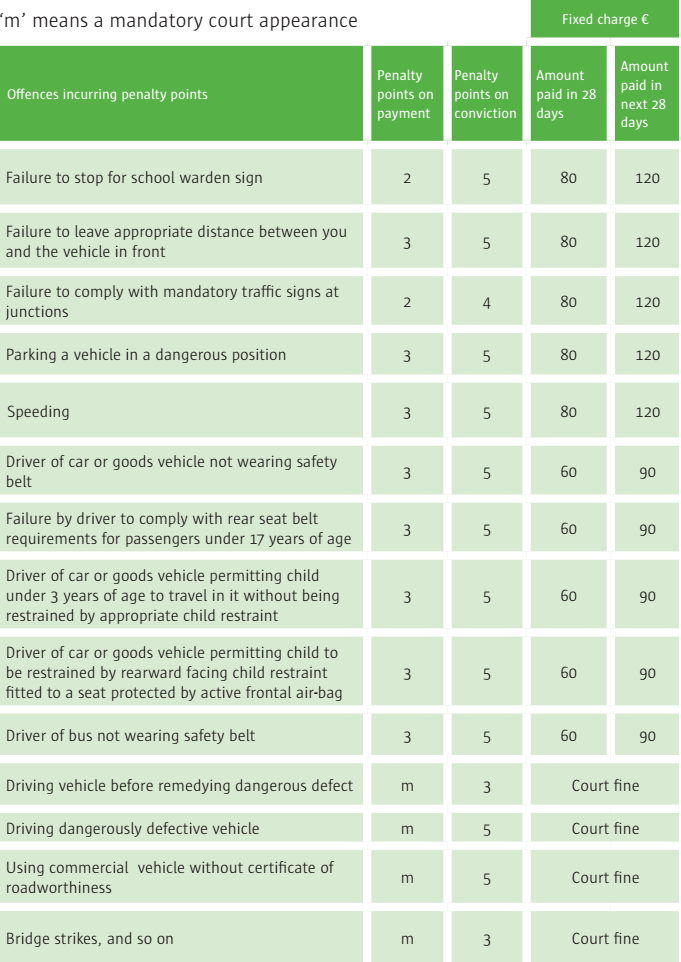 ‘m’ means a mandatory court appearance
Fixed charge €
Offences incurring penalty points
Penalty
points on
payment
Penalty
points on
conviction
Amount
paid in 28
days
Amount
paid in
next 28
days
Failure to stop for school warden sign 2 5 80 120
Failure to leave appropriate distance between you
and the vehicle in front 3 5 80 120
Failure to comply with mandatory traffic signs at
junctions 2 4 80 120
Parking a vehicle in a dangerous position 3 5 80 120
Speeding 3 5 80 120
Driver of car or goods vehicle not wearing safety
belt 3 5 60 90
Failure by driver to comply with rear seat belt
requirements for passengers under 17 years of age 3 5 60 90
Driver of car or goods vehicle permitting child
under 3 years of age to travel in it without being
restrained by appropriate child restraint 3 5 60 90
Driver of car or goods vehicle permitting child to
be restrained by rearward facing child restraint
fitted to a seat protected by active frontal air-bag 3 5 60 90
Driver of bus not wearing safety belt 3 5 60 90
Driving vehicle before remedying dangerous defect m 3 Court fine
Driving dangerously defective vehicle m 5 Court fine
Using commercial vehicle without certificate of
roadworthiness m 5 Court fine
Bridge strikes, and so on m 3 Court fine